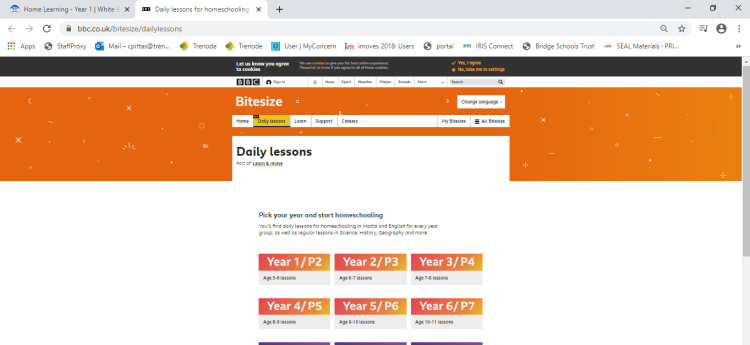 Home Learning - Year 1 | White R
Daily lessons for homeschooling
bbc.co.uk/bitesize/dailylessons
Apps StaffProxy Mail – cpittas@tren... Trenode Trenode User | MyConcern imoves 2018: Users portal IRIS Connect Bridge Schools Trust SEAL Materials : PRI...
Let us know you agree to cookies
We use cookies to give you the best online experience. Please let us know if you agree to all of these cookies.
Yes, I agree
No, take me to settings
BBC Sign in Home News Sport Weather iPlayer Sounds More Search
Bitesize
Change language
Home Daily lessons Learn Support Careers My Bitesize All Bitesize
Daily lessons
Part of Learn & revise
Pick your year and start homeschooling
You'll find daily lessons for homeschooling in Maths and English for every year
group, as well as regular lessons in Science, History, Geography and more.
Year 1/P2 Year 2/P3 Year 3/P4
Age 5-6 lessons Age 6-7 lessons Age 7-8 lessons
Year 4/P5 Year 5/P6 Year 6/P7
Age 8-9 lessons Age 9-10 lessons Age 10-11 lessons